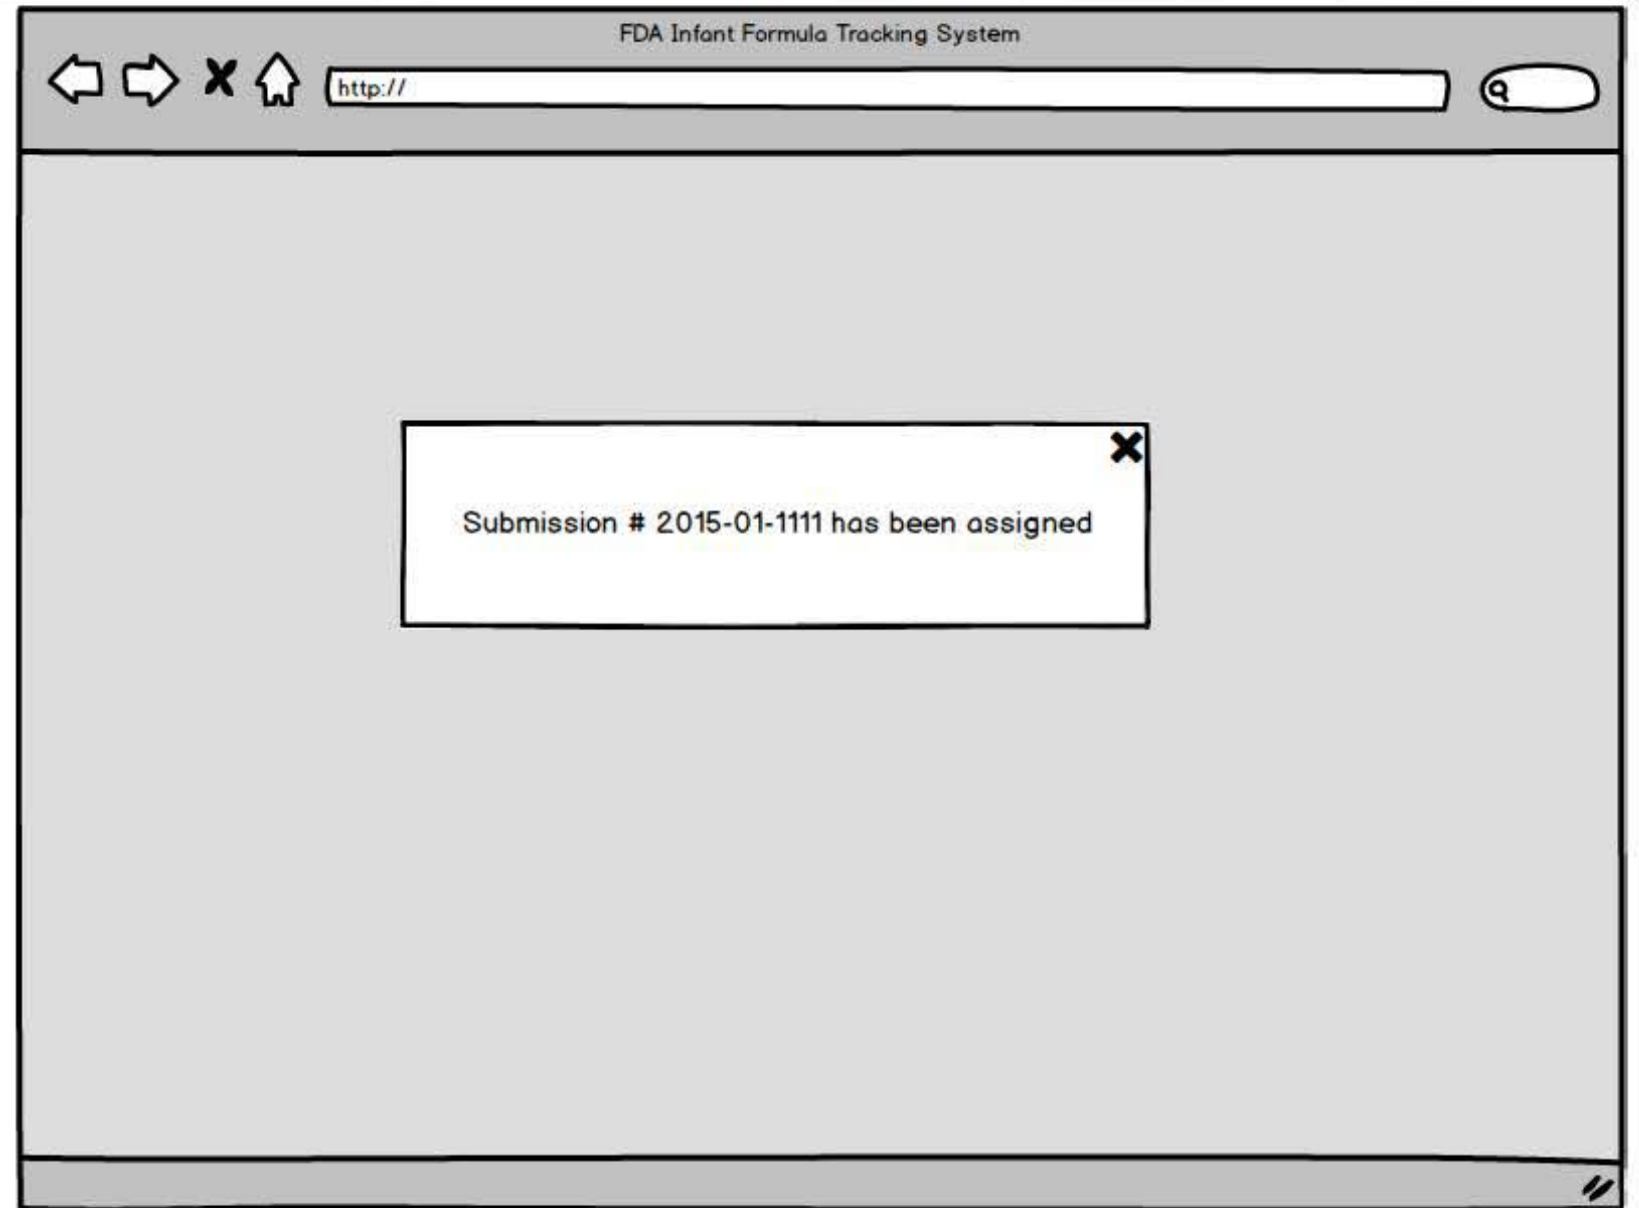 FDA Infant Formula Tracking System
http://
Submission # 2015-01-1111 has been assigned